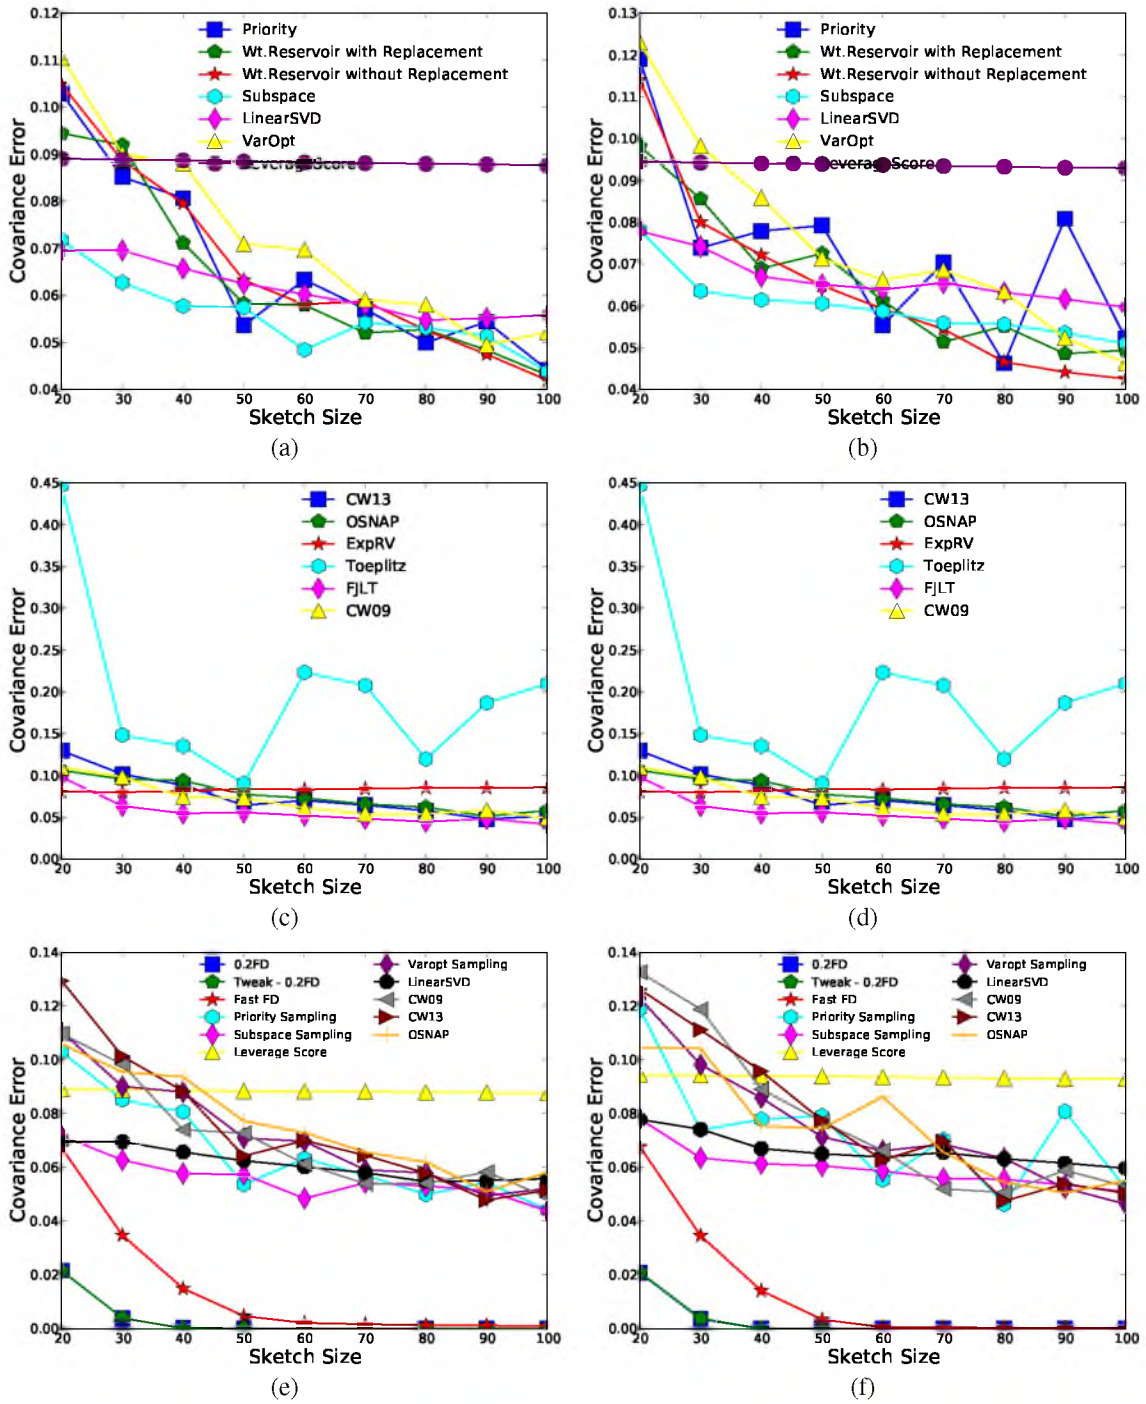 0.12
0.11
0.10
0.09
0.08
0.07
0.06
0.05
0.04
Covariance Error
Priority
Wt.Reservoir with Replacement
Wt.Reservoir without Replacement
Subspace
LinearSVD
VarOpt
Leverage Score
20 30 40 50 60 70 80 90 100
Sketch Size
(a)
0.13
0.12
0.11
0.10
0.09
0.08
0.07
0.06
0.05
0.04
Covariance Error
Priority
Wt.Reservoir with Replacement
Wt.Reservoir without Replacement
Subspace
LinearSVD
VarOpt
Leverage Score
20 30 40 50 60 70 80 90 100
Sketch Size
(b)
0.45
0.40
0.35
0.30
0.25
0.20
0.15
0.10
0.05
0.00
Covariance Error
CW13
OSNAP
ExpRV
Toeplitz
FJLT
CW09
20 30 40 50 60 70 80 90 100
Sketch Size
(c)
0.45
0.40
0.35
0.30
0.25
0.20
0.15
0.10
0.05
0.00
Covariance Error
CW13
OSNAP
ExpRV
Toeplitz
FJLT
CW09
20 30 40 50 60 70 80 90 100
Sketch Size
(d)
0.14
0.12
0.10
0.08
0.06
0.04
0.02
0.00
Covariance Error
0.2FD
Tweak - 0.2FD
Fast FD
Priority Sampling
Subspace Sampling
Leverage Score
Varopt Sampling
LinearSVD
CW09
CW13
OSNAP
20 30 40 50 60 70 80 90 100
Sketch Size
(e)
0.14
0.12
0.10
0.08
0.06
0.04
0.02
0.00
Covariance Error
0.2FD
Tweak - 0.2FD
Fast FD
Priority Sampling
Subspace Sampling
Leverage Score
Varopt Sampling
LinearSVD
CW09
CW13
OSNAP
20 30 40 50 60 70 80 90 100
Sketch Size
(f)